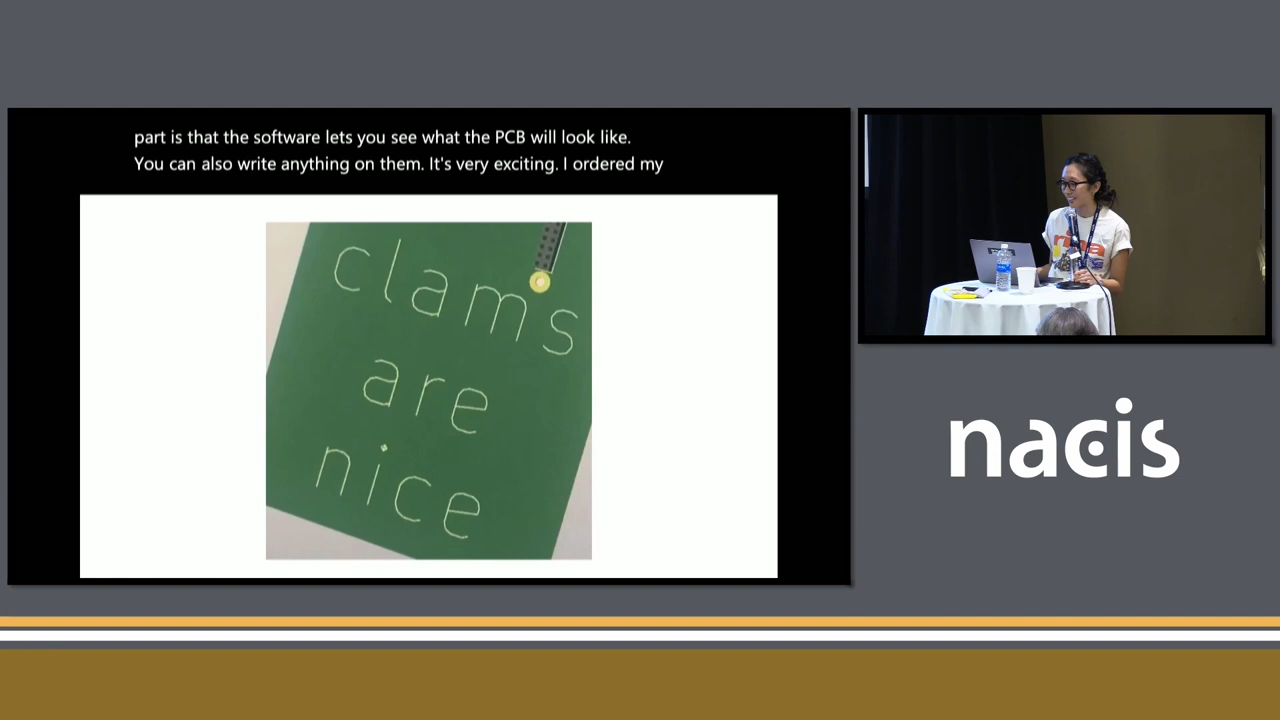 part is that the software lets you see what the PCB will look like.
You can also write anything on them. It's very exciting. I ordered my
clams
are
nice
nacis